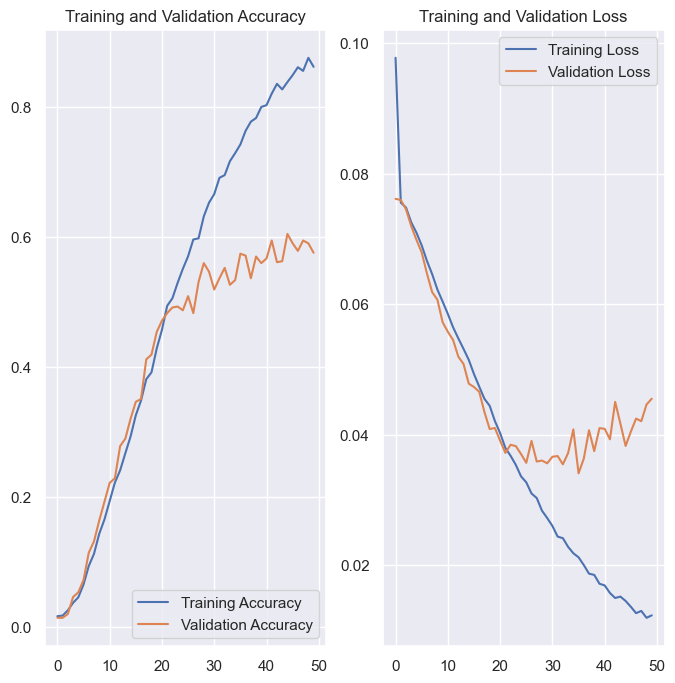 Training and Validation Accuracy
0.8
0.6
0.4
0.2
0.0
0 10 20 30 40 50
Training Accuracy
Validation Accuracy
Training and Validation Loss
0.10
0.08
0.06
0.04
0.02
0 10 20 30 40 50
Training Loss
Validation Loss